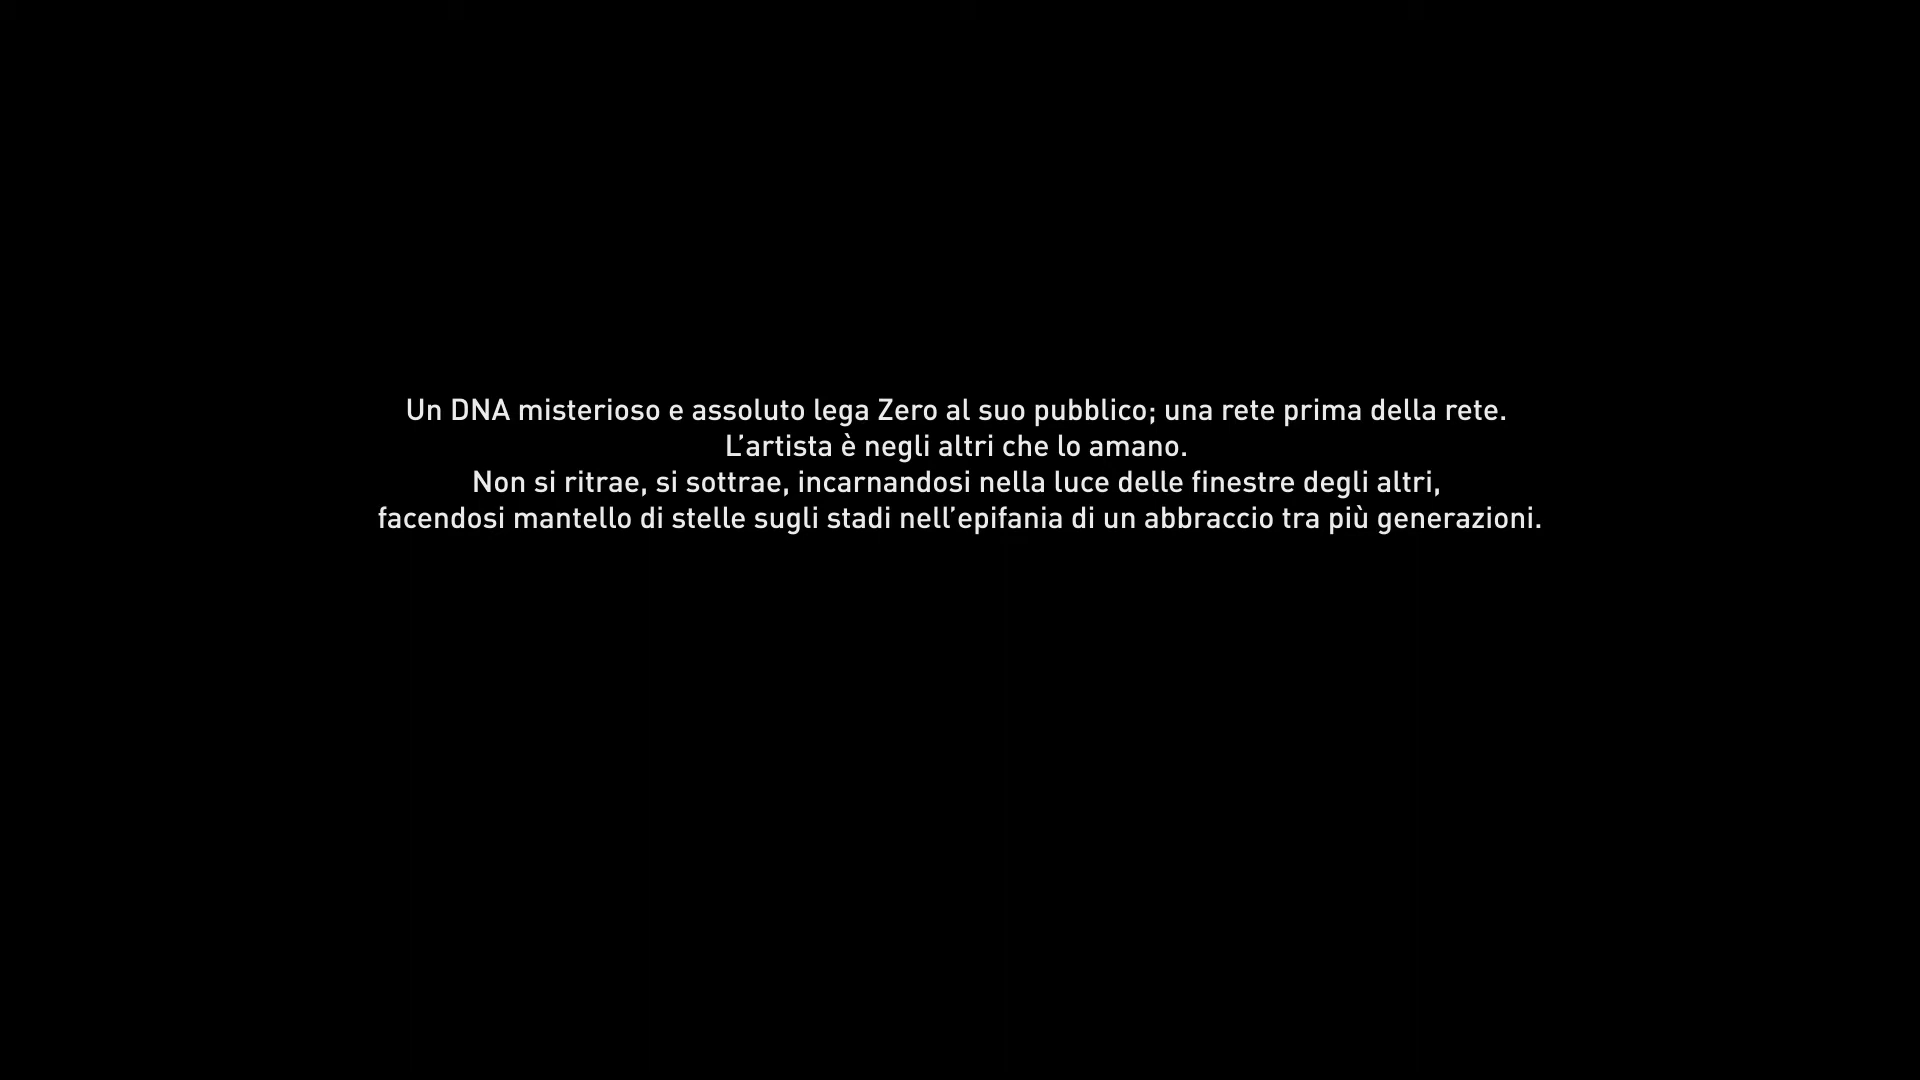 Un DNA misterioso e assoluto lega Zero al suo pubblico; una rete prima della rete.
L’artista è negli altri che lo amano.
Non si ritrae, si sottrae, incarnandosi nella luce delle finestre degli altri,
facendosi mantello di stelle sugli stadi nell’epifania di un abbraccio tra più generazioni.